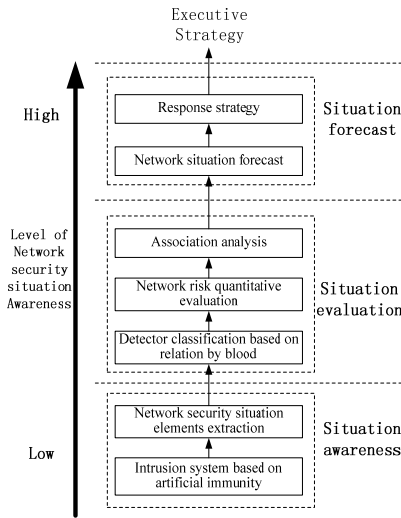 Executive
Strategy
High
Response strategy
Situation
forecast
Network situation forecast
Level of
Network
security
situation
Awareness
Association analysis
Network risk quantitative
evaluation
Situation
evaluation
Detector classification based on
relation by blood
Network security situation
elements extraction
Situation
awareness
Low
Intrusion system based on
artificial immunity